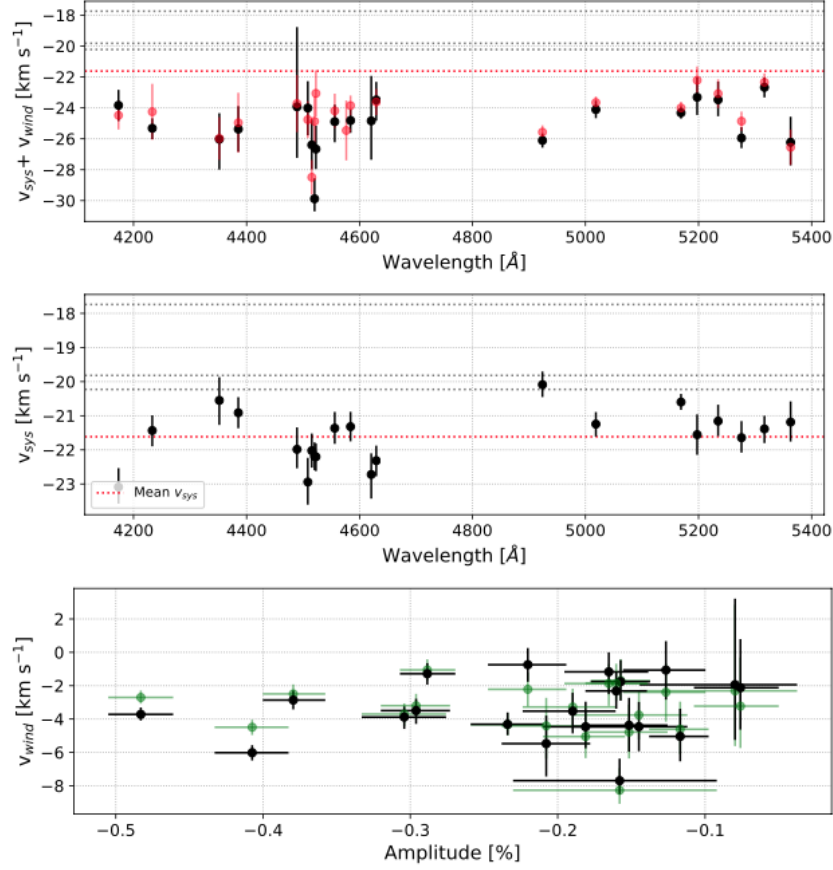 −18
−20
−22
−24
−26
−28
−30
v_sys + v_wind [km s⁻¹]
4200 4400 4600 4800 5000 5200 5400
Wavelength [Å]
−18
−19
−20
−21
−22
−23
v_sys [km s⁻¹]
Mean v_sys
4200 4400 4600 4800 5000 5200 5400
Wavelength [Å]
2
0
−2
−4
−6
−8
v_wind [km s⁻¹]
−0.5 −0.4 −0.3 −0.2 −0.1
Amplitude [%]